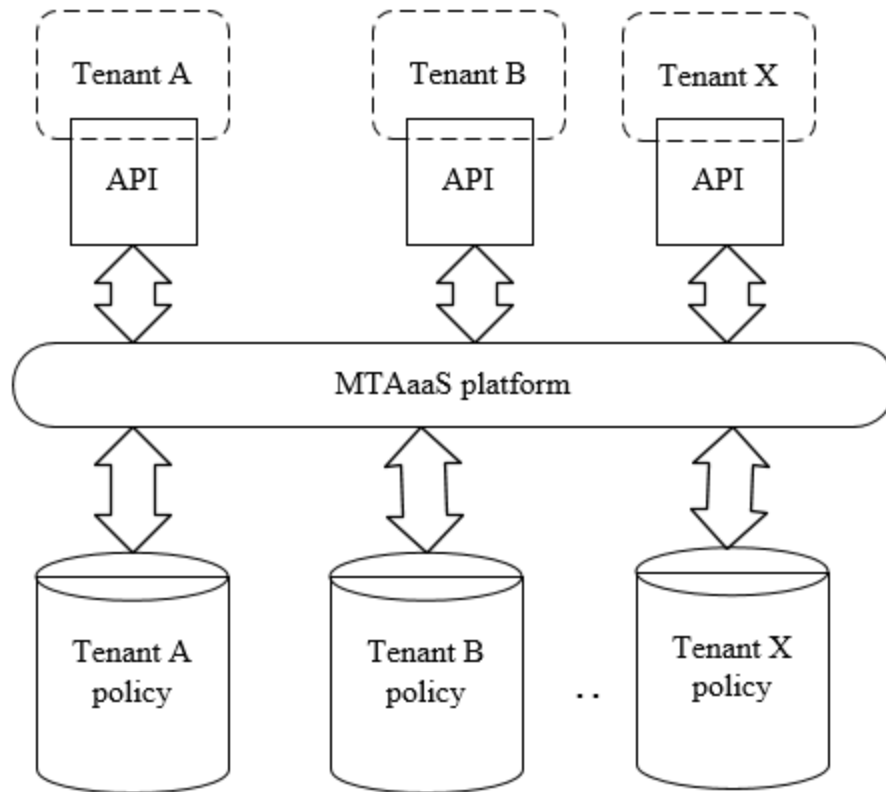 Tenant A
Tenant B
Tenant X
API
API
API
MTAaaS platform
Tenant A
policy
Tenant B
policy
. .
Tenant X
policy